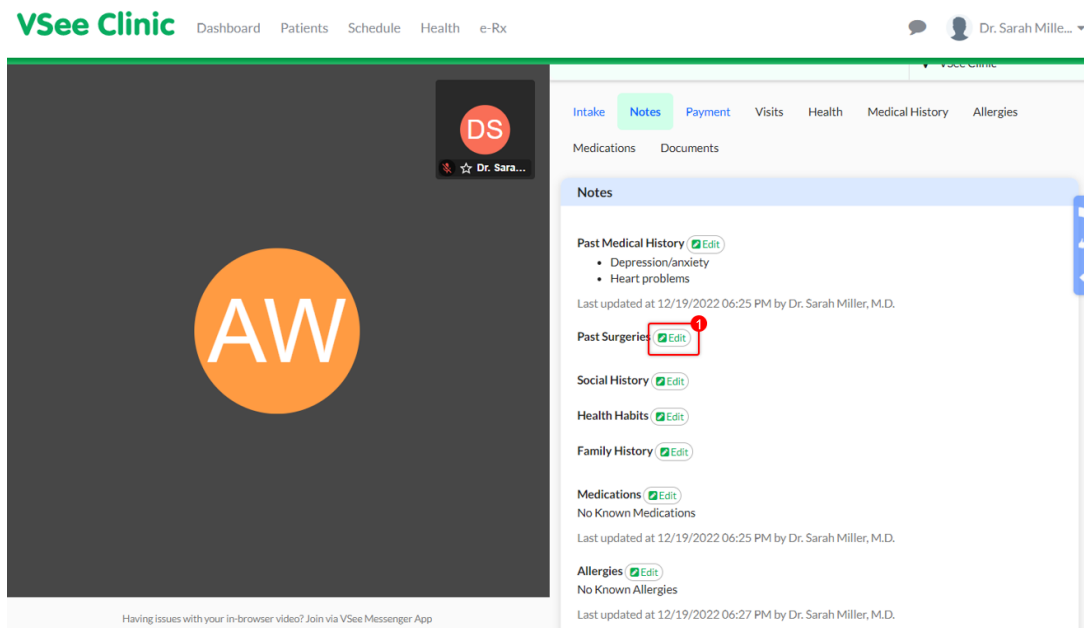 VSee Clinic Dashboard Patients Schedule Health e-Rx Dr. Sarah Mille...
VSee Clinic
DS
Dr. Sara...
AW
Having issues with your in-browser video? Join via VSee Messenger App
Intake Notes Payment Visits Health Medical History Allergies
Medications Documents
Notes
Past Medical History Edit
• Depression/anxiety
• Heart problems
Last updated at 12/19/2022 06:25 PM by Dr. Sarah Miller, M.D.
1
Past Surgeries Edit
Social History Edit
Health Habits Edit
Family History Edit
Medications Edit
No Known Medications
Last updated at 12/19/2022 06:25 PM by Dr. Sarah Miller, M.D.
Allergies Edit
No Known Allergies
Last updated at 12/19/2022 06:27 PM by Dr. Sarah Miller, M.D.